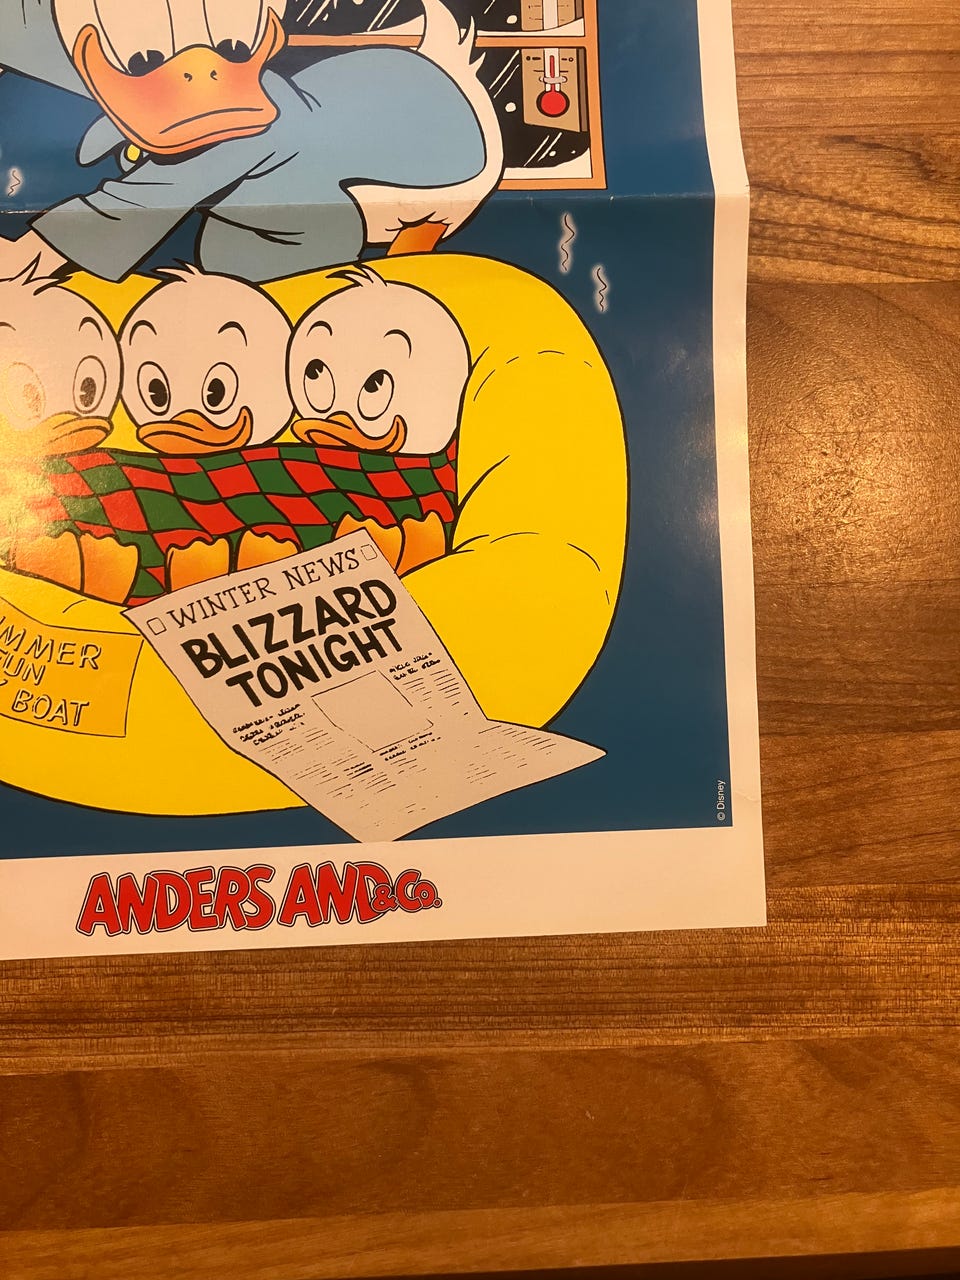 WINTER NEWS
BLIZZARD
TONIGHT
MMER
FUN
BOAT
© Disney
ANDERS AND & Co.